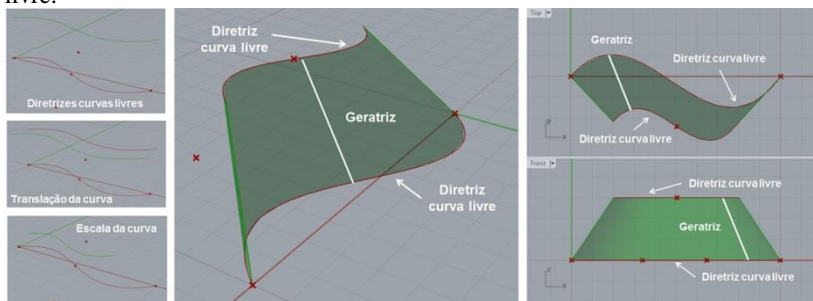 livre.
Diretrizes curvas livres
Translação da curva
Escala da curva
Diretriz
curva livre
Geratriz
Diretriz
curva livre
Top
Geratriz
Diretriz curva livre
Diretriz curva livre
y
x
Front
Diretriz curva livre
Geratriz
Diretriz curva livre
z
x